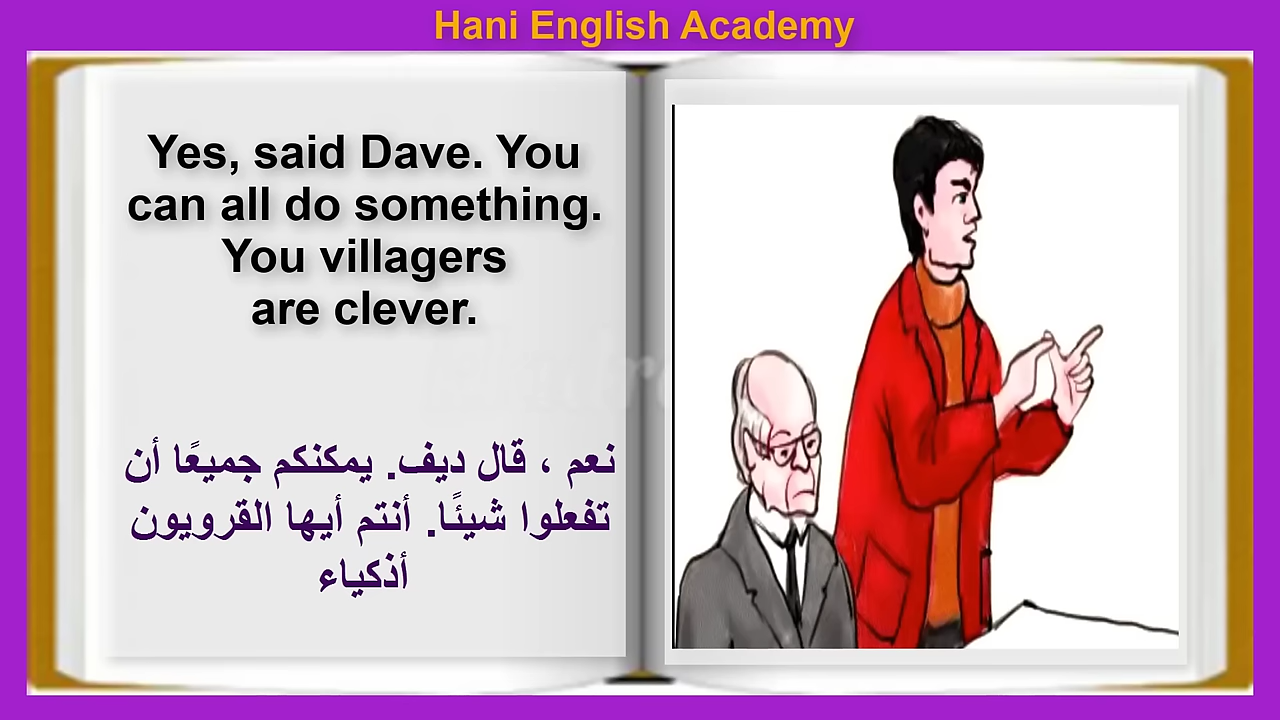 Hani English Academy
Yes, said Dave. You
can all do something.
You villagers
are clever.
نعم ، قال ديف. يمكنكم جميعًا أن
تفعلوا شيئًا. أنتم أيها القرويون
أذكياء